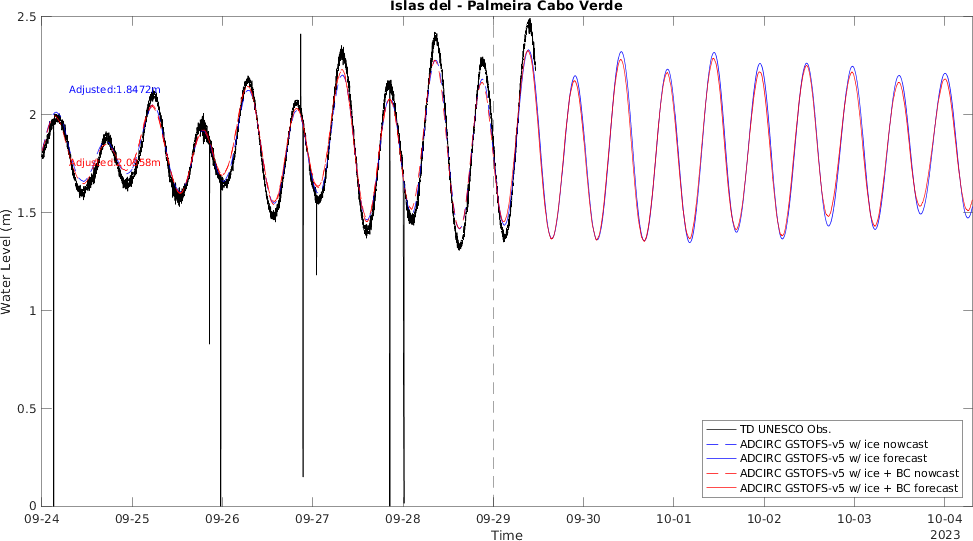 Islas del - Palmeira Cabo Verde
2.5
2
1.5
1
0.5
0
Water Level (m)
Adjusted:1.8472m
TD UNESCO Obs.
ADCIRC GSTOFS-v5 w/ ice nowcast
ADCIRC GSTOFS-v5 w/ ice forecast
ADCIRC GSTOFS-v5 w/ ice + BC nowcast
ADCIRC GSTOFS-v5 w/ ice + BC forecast
09-24 09-25 09-26 09-27 09-28 09-29 09-30 10-01 10-02 10-03 10-04
Time
2023